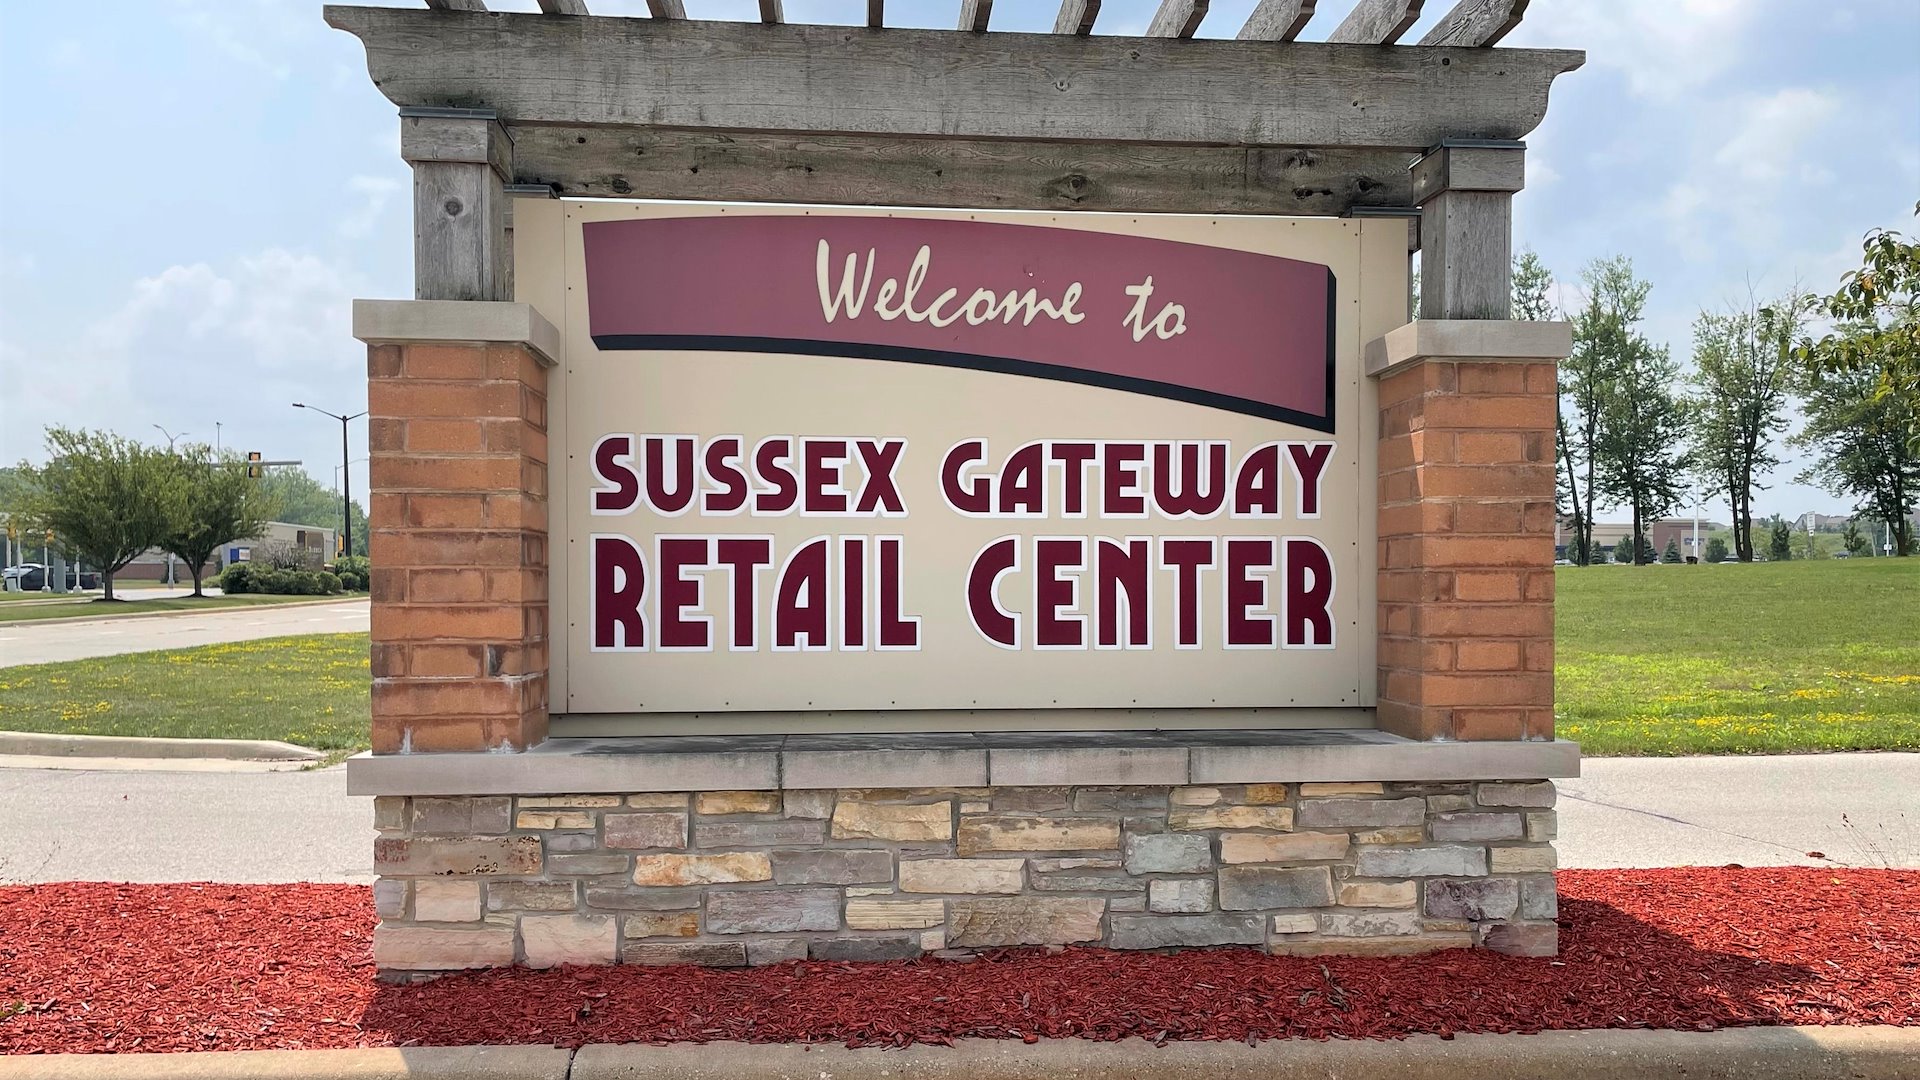 Welcome to
SUSSEX GATEWAY
RETAIL CENTER